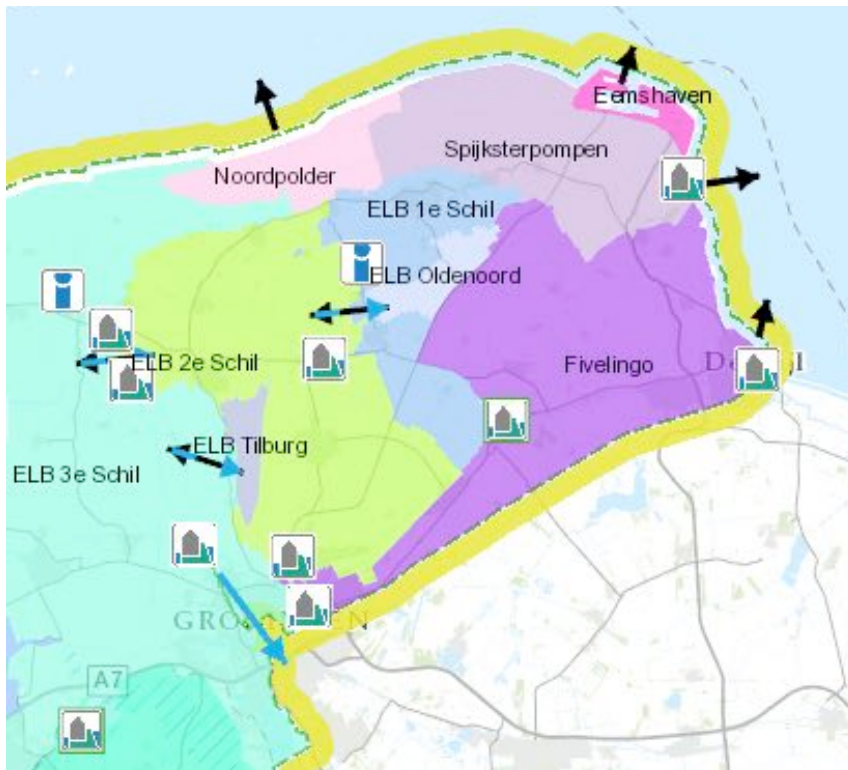 Eemshaven
Spijksterpompen
Noordpolder
ELB 1e Schil
ELB Oldenoord
ELB 2e Schil
Fivelingo
ELB Tilburg
ELB 3e Schil
A7